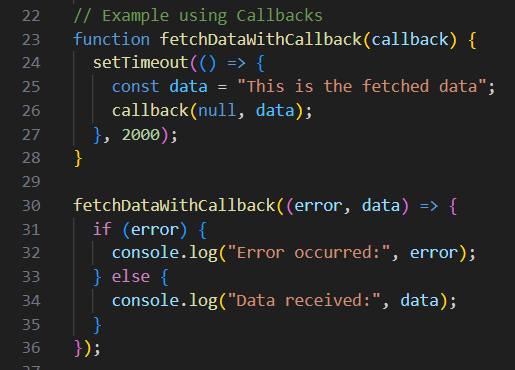 22 // Example using Callbacks
23 function fetchDataWithCallback(callback) {
24   setTimeout(() => {
25     const data = "This is the fetched data";
26     callback(null, data);
27   }, 2000);
28 }
29
30 fetchDataWithCallback((error, data) => {
31   if (error) {
32     console.log("Error occurred:", error);
33   } else {
34     console.log("Data received:", data);
35   }
36 });